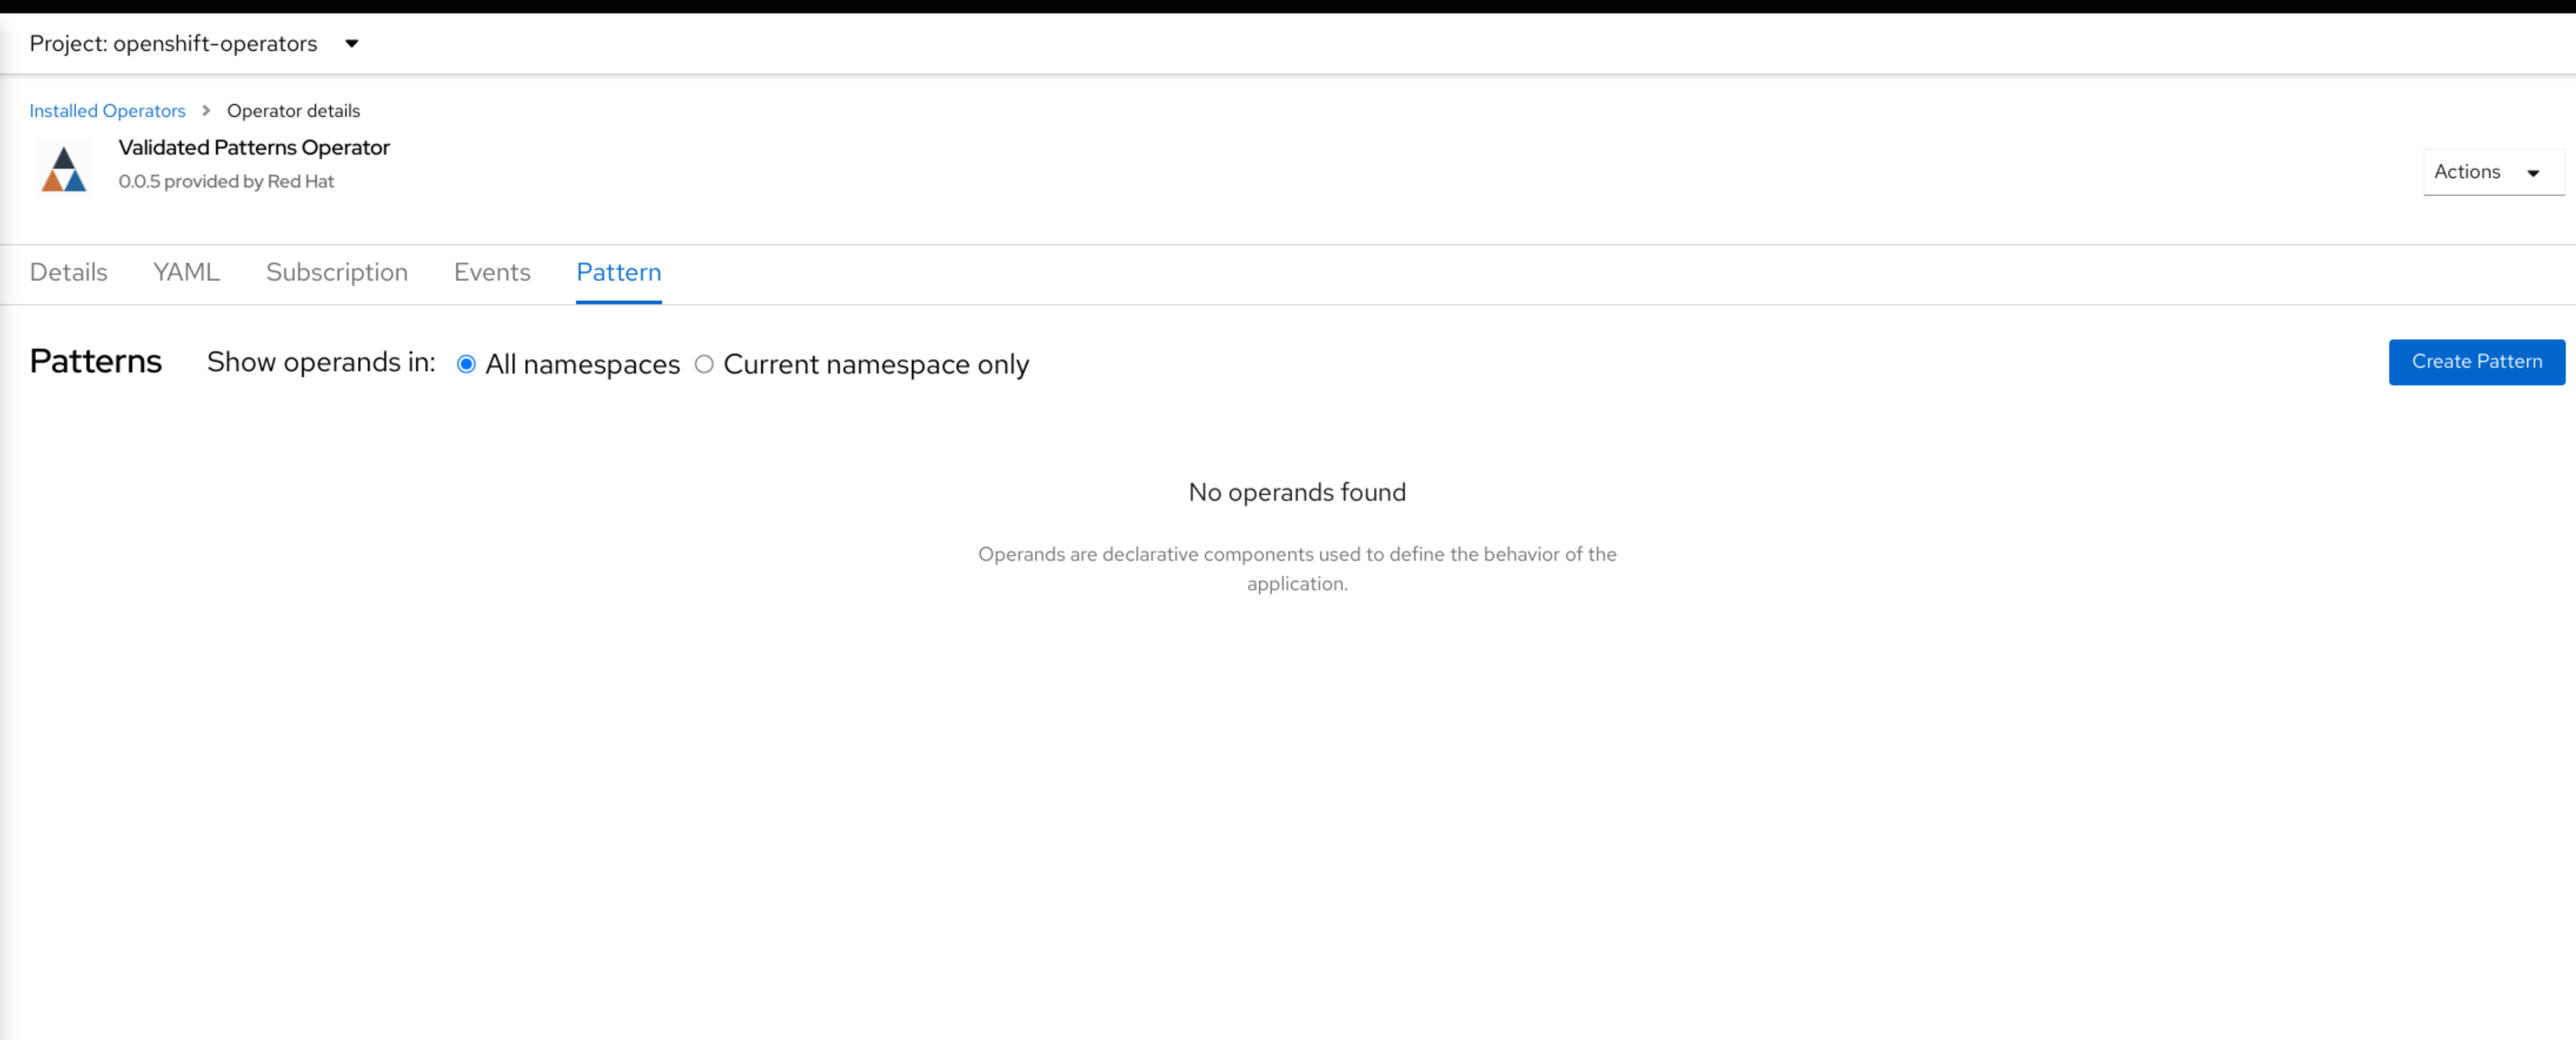 Project: openshift-operators
Installed Operators > Operator details
Validated Patterns Operator
0.0.5 provided by Red Hat
Actions
Details YAML Subscription Events Pattern
Patterns Show operands in: All namespaces Current namespace only Create Pattern
No operands found
Operands are declarative components used to define the behavior of the
application.